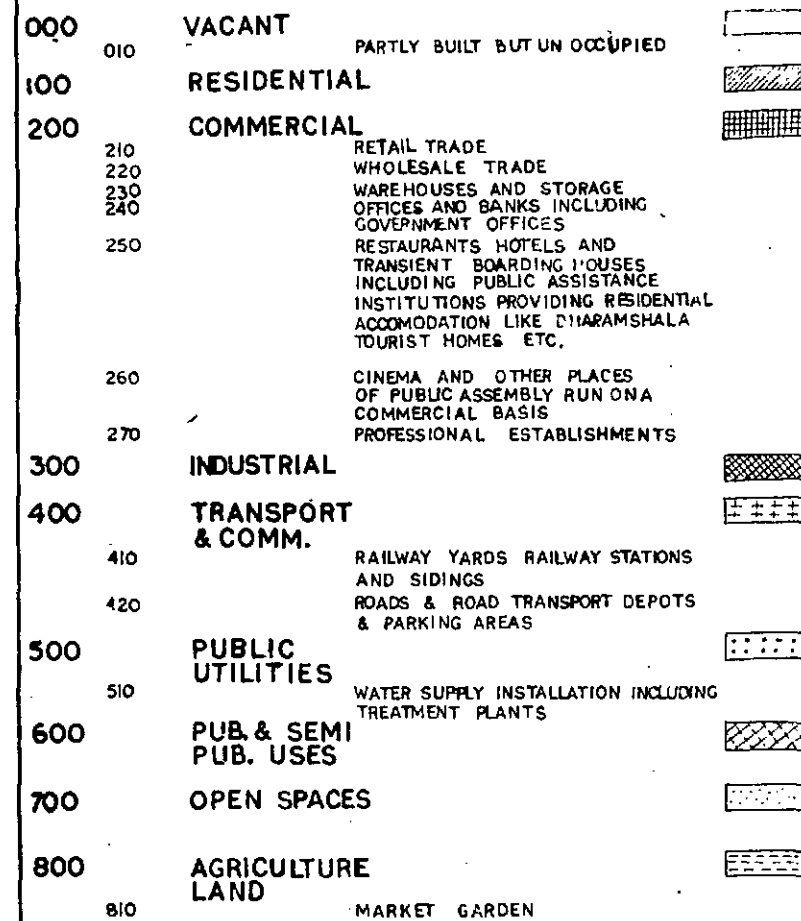 000 VACANT
010 PARTLY BUILT BUT UN OCCUPIED
100 RESIDENTIAL
200 COMMERCIAL
210 RETAIL TRADE
220 WHOLESALE TRADE
230 WAREHOUSES AND STORAGE
240 OFFICES AND BANKS INCLUDING
GOVERNMENT OFFICES
250 RESTAURANTS HOTELS AND
TRANSIENT BOARDING HOUSES
INCLUDING PUBLIC ASSISTANCE
INSTITUTIONS PROVIDING RESIDENTIAL
ACCOMODATION LIKE DHARAMSHALA
TOURIST HOMES ETC.
260 CINEMA AND OTHER PLACES
OF PUBLIC ASSEMBLY RUN ON A
COMMERCIAL BASIS
270 PROFESSIONAL ESTABLISHMENTS
300 INDUSTRIAL
400 TRANSPORT
& COMM.
410 RAILWAY YARDS RAILWAY STATIONS
AND SIDINGS
420 ROADS & ROAD TRANSPORT DEPOTS
& PARKING AREAS
500 PUBLIC
UTILITIES
510 WATER SUPPLY INSTALLATION INCLUDING
TREATMENT PLANTS
600 PUB. & SEMI
PUB. USES
700 OPEN SPACES
800 AGRICULTURE
LAND
810 MARKET GARDEN